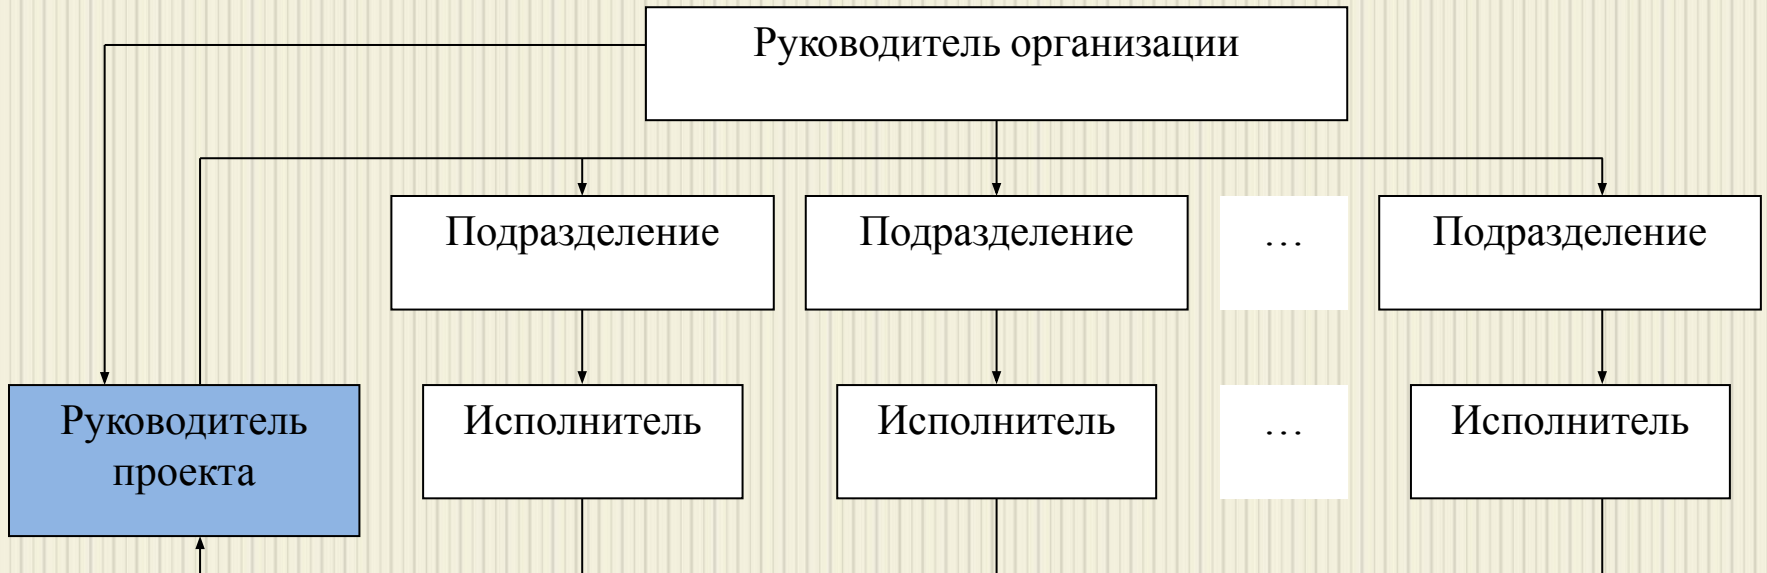 Руководитель организации
Подразделение
Подразделение
…
Подразделение
Руководитель
проекта
Исполнитель
Исполнитель
…
Исполнитель